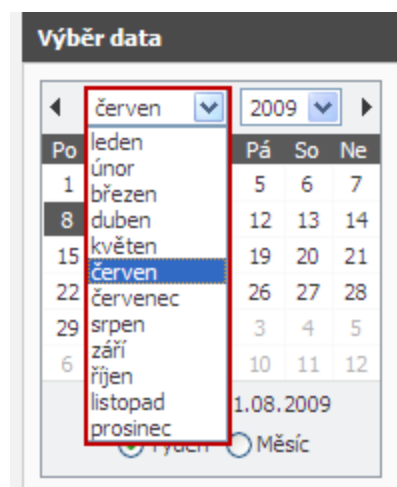 Výběr data
červen 2009
Po Pá So Ne
leden
únor
březen
duben
květen
červen
červenec
srpen
září
říjen
listopad
prosinec
1 5 6 7
8 12 13 14
15 19 20 21
22 26 27 28
29 3 4 5
6 10 11 12
1.08.2009
Měsíc